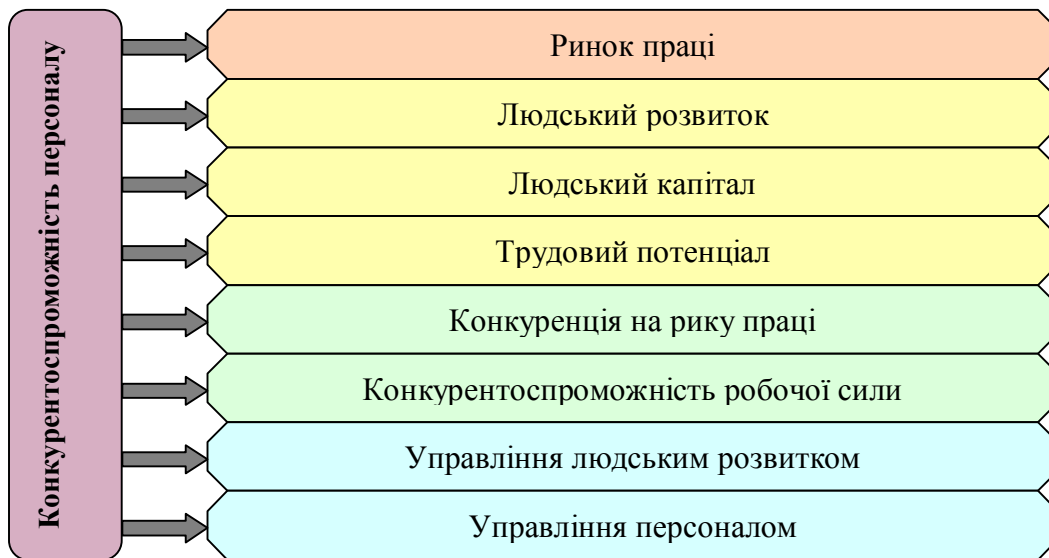 Конкурентоспроможність персоналу
Ринок праці
Людський розвиток
Людський капітал
Трудовий потенціал
Конкуренція на рику праці
Конкурентоспроможність робочої сили
Управління людським розвитком
Управління персоналом